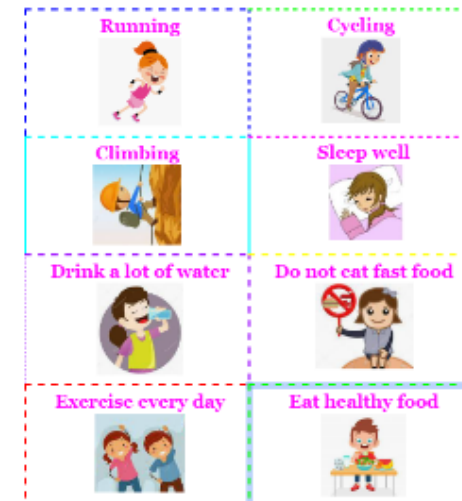 Running
Cycling
Climbing
Sleep well
Drink a lot of water
Do not eat fast food
Exercise every day
Eat healthy food